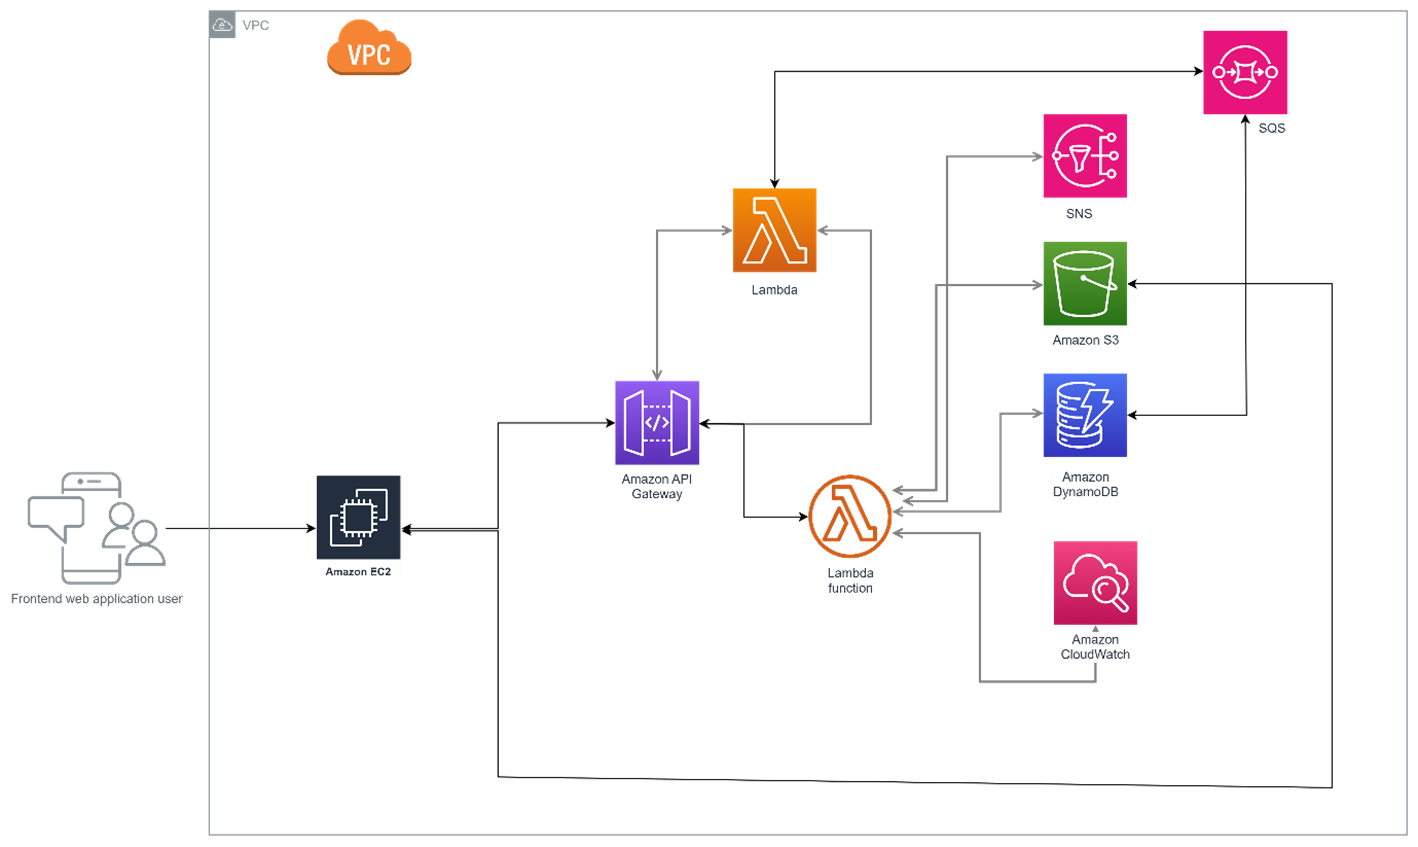 VPC
VPC
SQS
SNS
Lambda
Amazon S3
</>
Amazon API
Gateway
Amazon
DynamoDB
Amazon EC2
Lambda
function
Frontend web application user
Amazon
CloudWatch